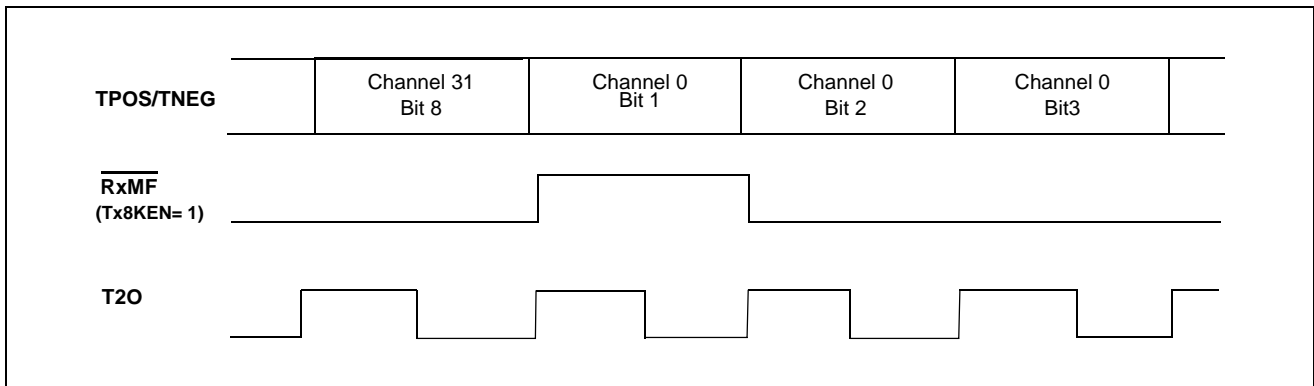 TPOS/TNEG
Channel 31
Bit 8
Channel 0
Bit 1
Channel 0
Bit 2
Channel 0
Bit3
RxMF
(Tx8KEN= 1)
T2O